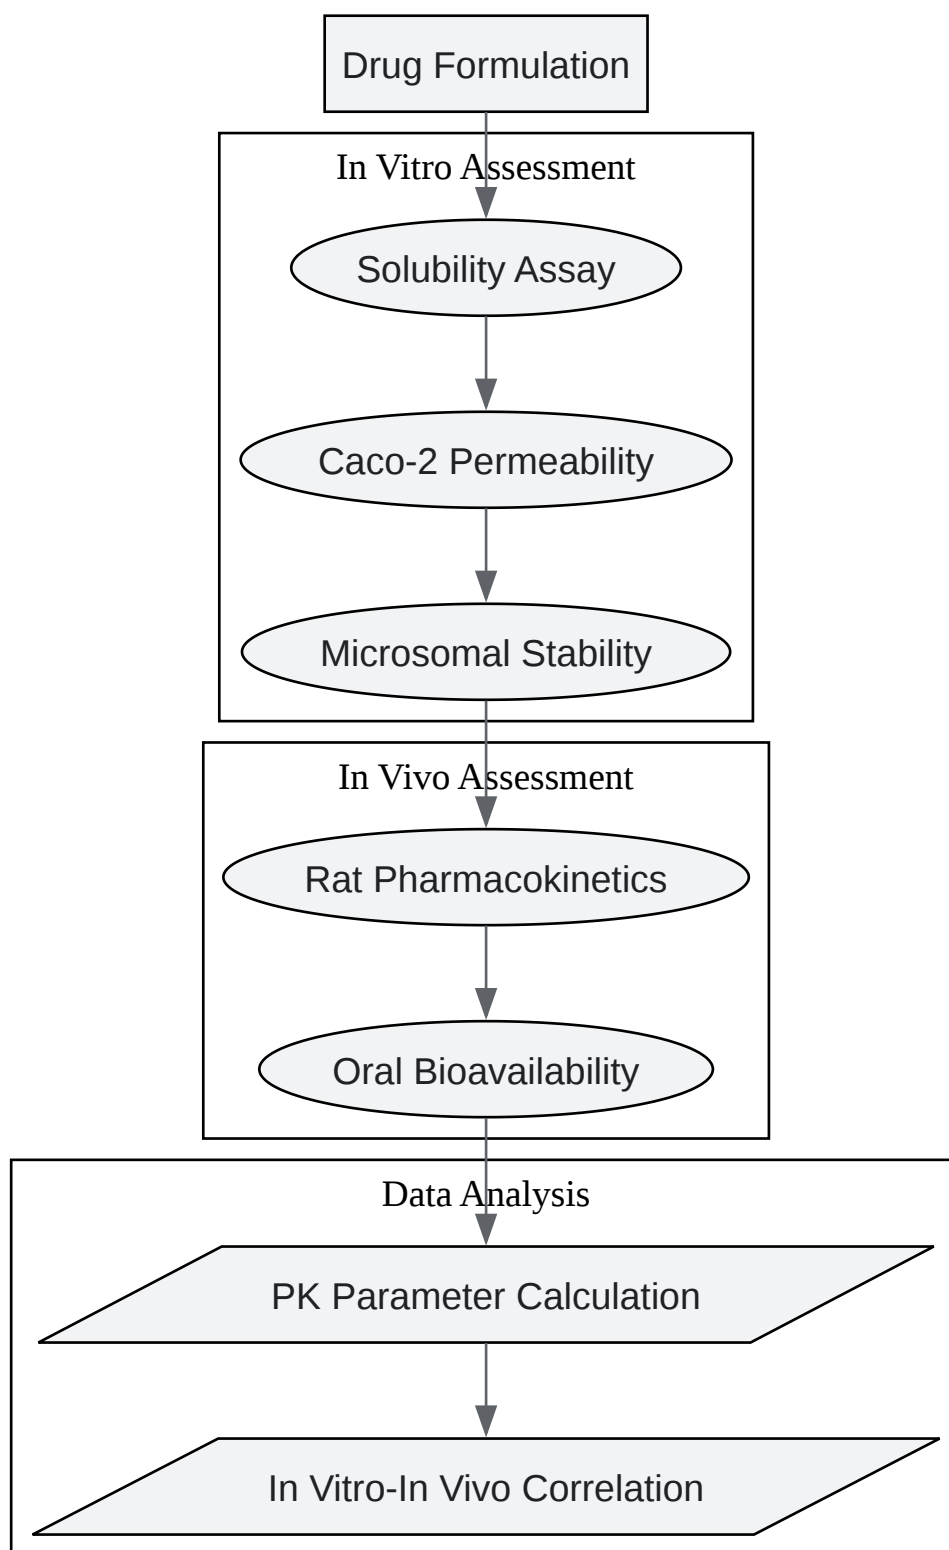 Drug Formulation
In Vitro Assessment
Solubility Assay
Caco-2 Permeability
Microsomal Stability
In Vivo Assessment
Rat Pharmacokinetics
Oral Bioavailability
Data Analysis
PK Parameter Calculation
In Vitro-In Vivo Correlation